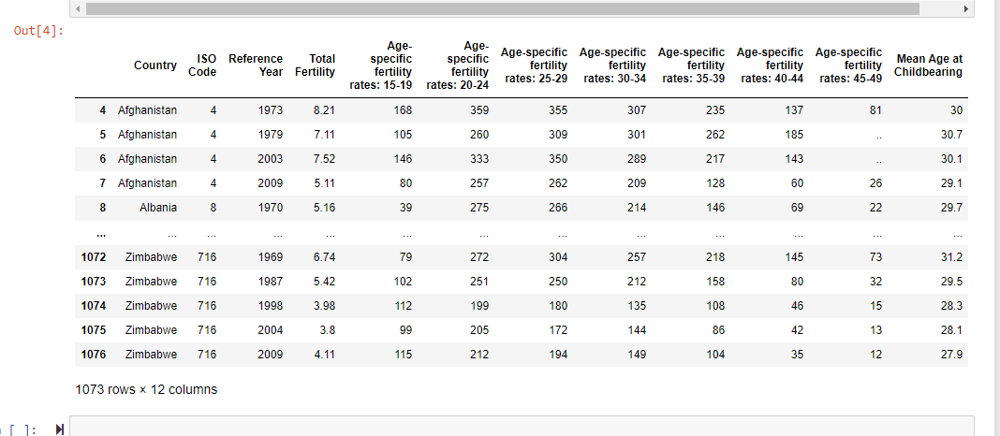 Out[4]:
Country ISO Code Reference Year Total Fertility Age-specific fertility rates: 15-19 Age-specific fertility rates: 20-24 Age-specific fertility rates: 25-29 Age-specific fertility rates: 30-34 Age-specific fertility rates: 35-39 Age-specific fertility rates: 40-44 Age-specific fertility rates: 45-49 Mean Age at Childbearing
4 Afghanistan 4 1973 8.21 168 359 355 307 235 137 81 30
5 Afghanistan 4 1979 7.11 105 260 309 301 262 185 .. 30.7
6 Afghanistan 4 2003 7.52 146 333 350 289 217 143 .. 30.1
7 Afghanistan 4 2009 5.11 80 257 262 209 128 60 26 29.1
8 Albania 8 1970 5.16 39 275 266 214 146 69 22 29.7
... ... ... ... ... ... ... ... ... ... ... ... ...
1072 Zimbabwe 716 1969 6.74 79 272 304 257 218 145 73 31.2
1073 Zimbabwe 716 1987 5.42 102 251 250 212 158 80 32 29.5
1074 Zimbabwe 716 1998 3.98 112 199 180 135 108 46 15 28.3
1075 Zimbabwe 716 2004 3.8 99 205 172 144 86 42 13 28.1
1076 Zimbabwe 716 2009 4.11 115 212 194 149 104 35 12 27.9
1073 rows × 12 columns
[ ]: